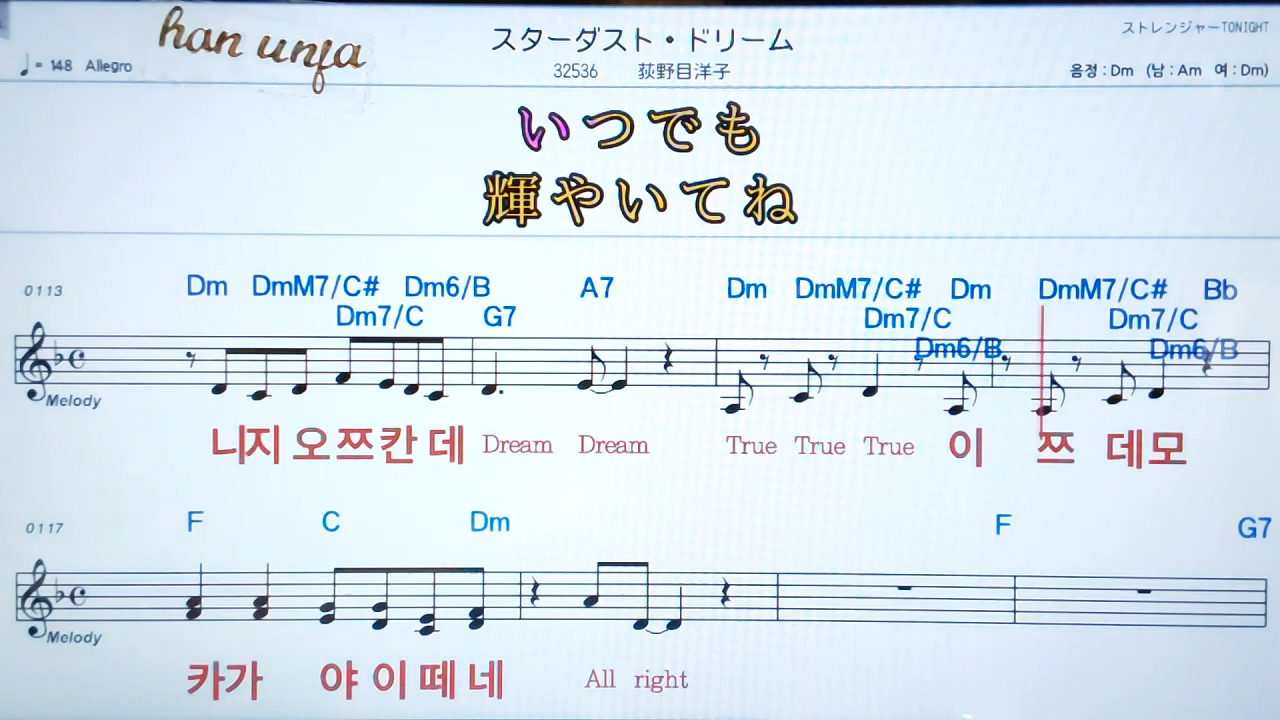 han unfa
スターダスト・ドリーム
ストレンジャーTONIGHT
♩= 148 Allegro
32536 荻野目洋子
음정 : Dm (남 : Am 여 : Dm)
いつでも
輝やいてね
0113
Dm DmM7/C# Dm6/B A7 Dm DmM7/C# Dm DmM7/C# Bb
Dm7/C G7 Dm7/C Dm7/C
Dm6/B Dm6/B
Melody
니지 오쯔칸 데 Dream Dream True True True 이 쯔 데모
0117
F C Dm F G7
Melody
카가 야 이 떼 네 All right